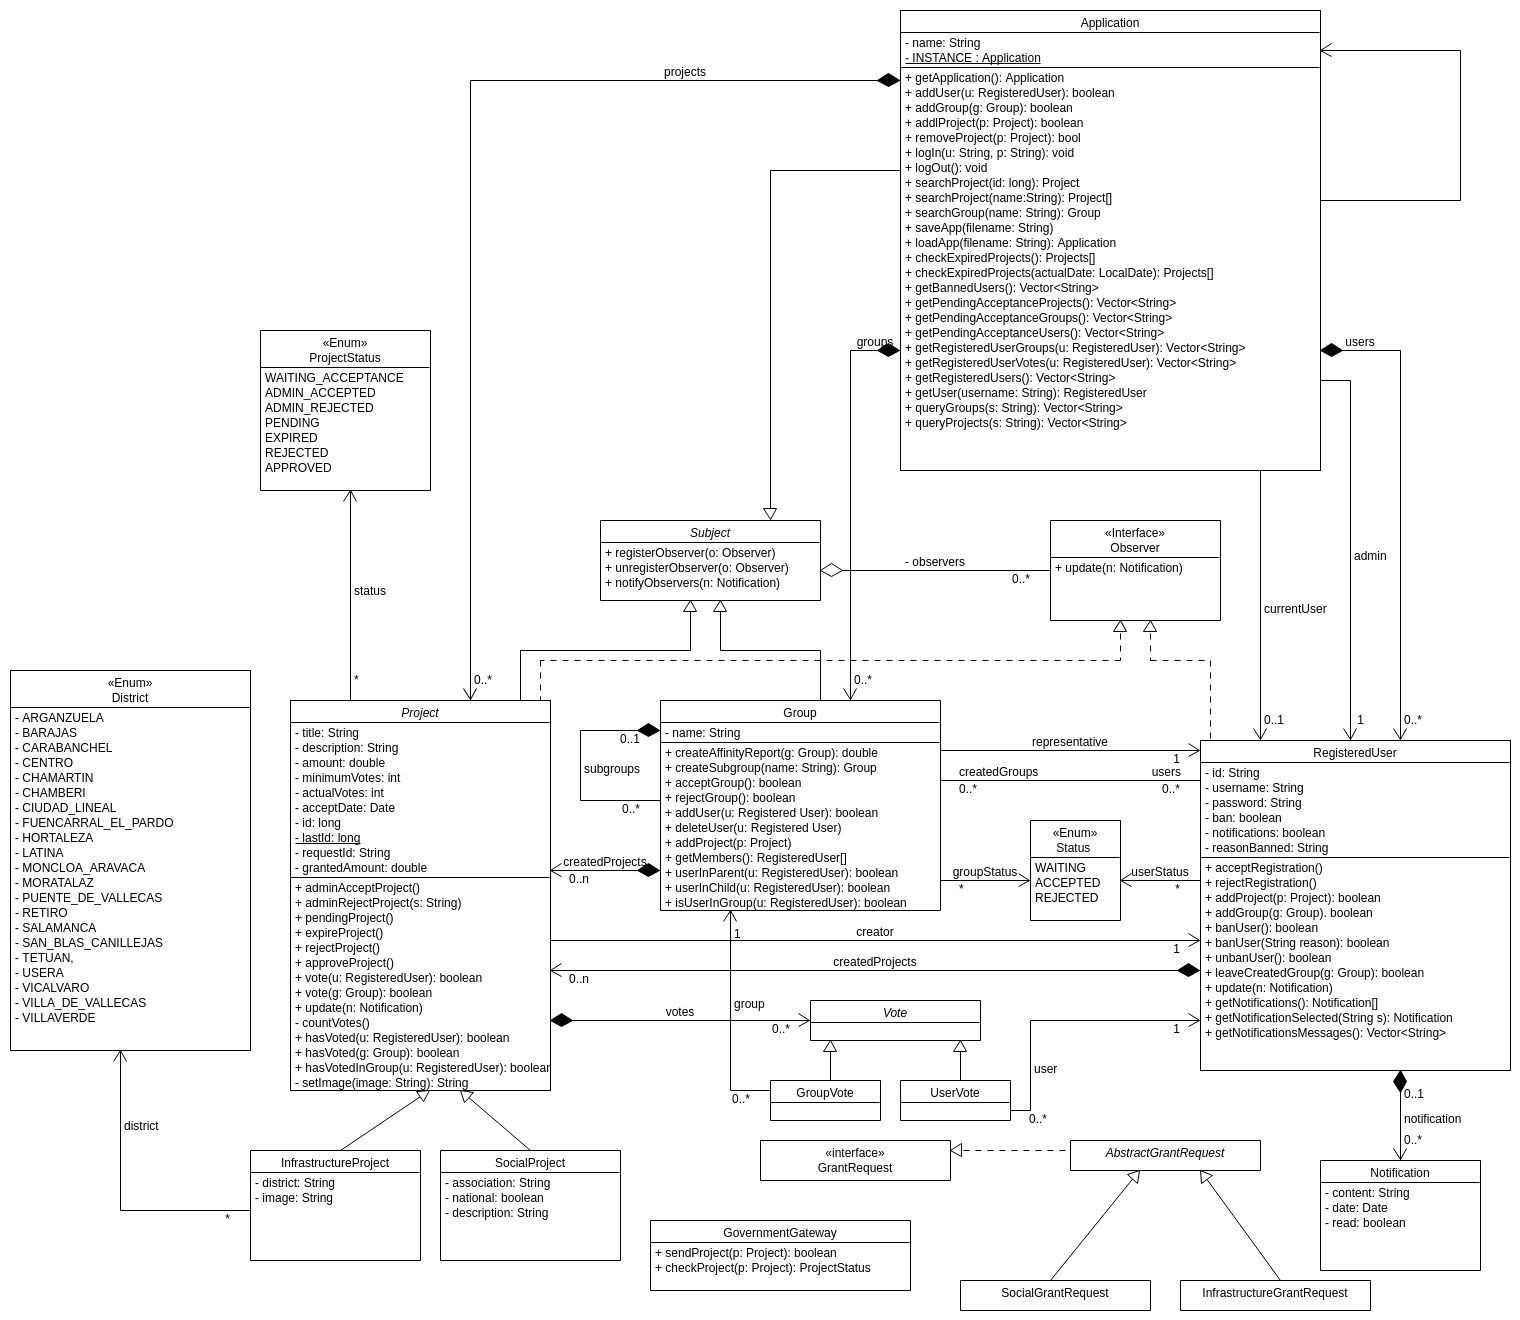 Application
- name: String
- INSTANCE : Application
+ getApplication(): Application
+ addUser(u: RegisteredUser): boolean
+ addGroup(g: Group): boolean
+ addlProject(p: Project): boolean
+ removeProject(p: Project): bool
+ logIn(u: String, p: String): void
+ logOut(): void
+ searchProject(id: long): Project
+ searchProject(name:String): Project[]
+ searchGroup(name: String): Group
+ saveApp(filename: String)
+ loadApp(filename: String): Application
+ checkExpiredProjects(): Projects[]
+ checkExpiredProjects(actualDate: LocalDate): Projects[]
+ getBannedUsers(): Vector<String>
+ getPendingAcceptanceProjects(): Vector<String>
+ getPendingAcceptanceGroups(): Vector<String>
+ getPendingAcceptanceUsers(): Vector<String>
+ getRegisteredUserGroups(u: RegisteredUser): Vector<String>
+ getRegisteredUserVotes(u: RegisteredUser): Vector<String>
+ getRegisteredUsers(): Vector<String>
+ getUser(username: String): RegisteredUser
+ queryGroups(s: String): Vector<String>
+ queryProjects(s: String): Vector<String>
projects
groups
users
«Enum»
ProjectStatus
WAITING_ACCEPTANCE
ADMIN_ACCEPTED
ADMIN_REJECTED
PENDING
EXPIRED
REJECTED
APPROVED
status
*
0..*
Subject
+ registerObserver(o: Observer)
+ unregisterObserver(o: Observer)
+ notifyObservers(n: Notification)
- observers
0..*
«Interface»
Observer
+ update(n: Notification)
admin
currentUser
0..*
0..1
1
0..*
«Enum»
District
- ARGANZUELA
- BARAJAS
- CARABANCHEL
- CENTRO
- CHAMARTIN
- CHAMBERI
- CIUDAD_LINEAL
- FUENCARRAL_EL_PARDO
- HORTALEZA
- LATINA
- MONCLOA_ARAVACA
- MORATALAZ
- PUENTE_DE_VALLECAS
- RETIRO
- SALAMANCA
- SAN_BLAS_CANILLEJAS
- TETUAN,
- USERA
- VICALVARO
- VILLA_DE_VALLECAS
- VILLAVERDE
district
*
Project
- title: String
- description: String
- amount: double
- minimumVotes: int
- actualVotes: int
- acceptDate: Date
- id: long
- lastId: long
- requestId: String
- grantedAmount: double
+ adminAcceptProject()
+ adminRejectProject(s: String)
+ pendingProject()
+ expireProject()
+ rejectProject()
+ approveProject()
+ vote(u: RegisteredUser): boolean
+ vote(g: Group): boolean
+ update(n: Notification)
- countVotes()
+ hasVoted(u: RegisteredUser): boolean
+ hasVoted(g: Group): boolean
+ hasVotedInGroup(u: RegisteredUser): boolean
- setImage(image: String): String
0..1
subgroups
0..*
createdProjects
0..n
Group
- name: String
+ createAffinityReport(g: Group): double
+ createSubgroup(name: String): Group
+ acceptGroup(): boolean
+ rejectGroup(): boolean
+ addUser(u: Registered User): boolean
+ deleteUser(u: Registered User)
+ addProject(p: Project)
+ getMembers(): RegisteredUser[]
+ userInParent(u: RegisteredUser): boolean
+ userInChild(u: RegisteredUser): boolean
+ isUserInGroup(u: RegisteredUser): boolean
representative
1
createdGroups
users
0..*
0..*
«Enum»
Status
WAITING
ACCEPTED
REJECTED
groupStatus
*
userStatus
*
RegisteredUser
- id: String
- username: String
- password: String
- ban: boolean
- notifications: boolean
- reasonBanned: String
+ acceptRegistration()
+ rejectRegistration()
+ addProject(p: Project): boolean
+ addGroup(g: Group). boolean
+ banUser(): boolean
+ banUser(String reason): boolean
+ unbanUser(): boolean
+ leaveCreatedGroup(g: Group): boolean
+ update(n: Notification)
+ getNotifications(): Notification[]
+ getNotificationSelected(String s): Notification
+ getNotificationsMessages(): Vector<String>
1
creator
1
createdProjects
0..n
votes
0..*
group
0..*
Vote
GroupVote
UserVote
user
1
0..*
0..1
notification
0..*
Notification
- content: String
- date: Date
- read: boolean
InfrastructureProject
- district: String
- image: String
SocialProject
- association: String
- national: boolean
- description: String
«interface»
GrantRequest
AbstractGrantRequest
GovernmentGateway
+ sendProject(p: Project): boolean
+ checkProject(p: Project): ProjectStatus
SocialGrantRequest
InfrastructureGrantRequest